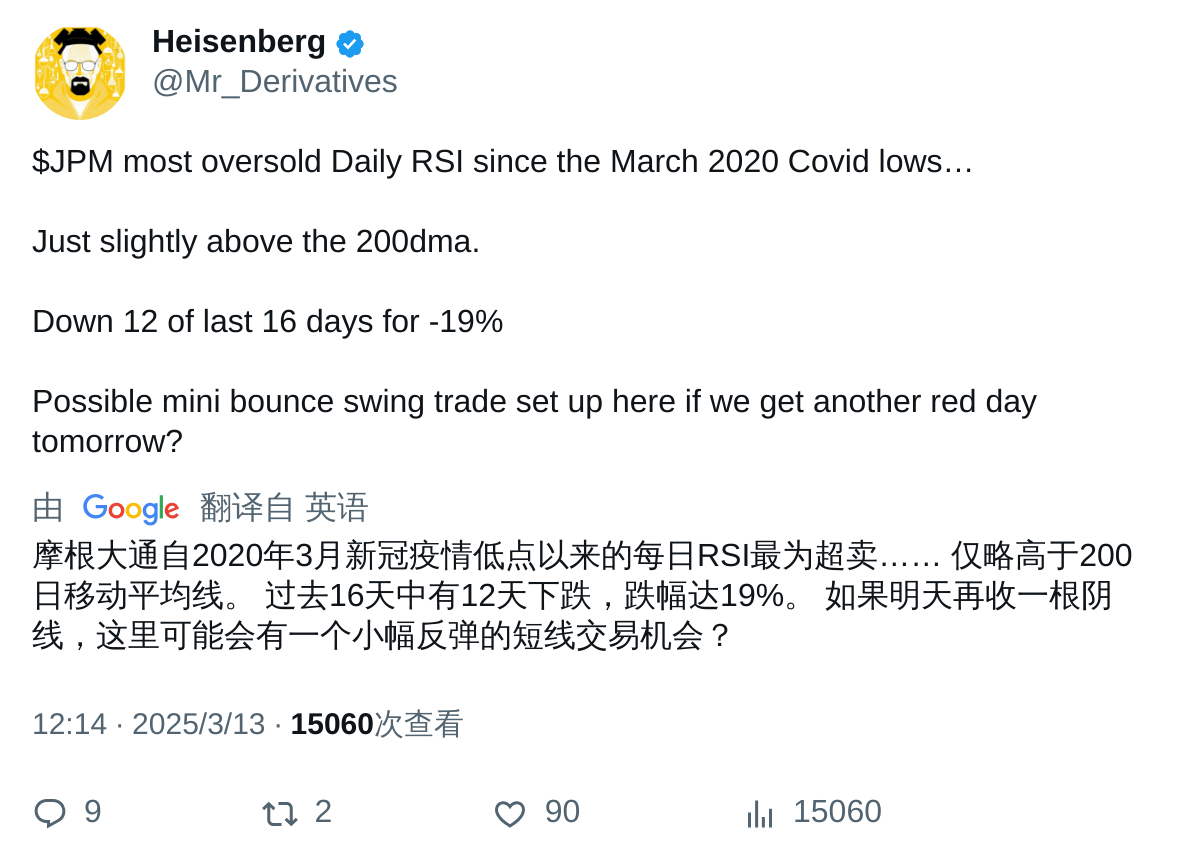 Heisenberg
@Mr_Derivatives
$JPM most oversold Daily RSI since the March 2020 Covid lows…
Just slightly above the 200dma.
Down 12 of last 16 days for -19%
Possible mini bounce swing trade set up here if we get another red day
tomorrow?
由 Google 翻译自 英语
摩根大通自2020年3月新冠疫情低点以来的每日RSI最为超卖…… 仅略高于200
日移动平均线。 过去16天中有12天下跌，跌幅达19%。 如果明天再收一根阴
线，这里可能会有一个小幅反弹的短线交易机会？
12:14 · 2025/3/13 · 15060次查看
9 2 90 15060